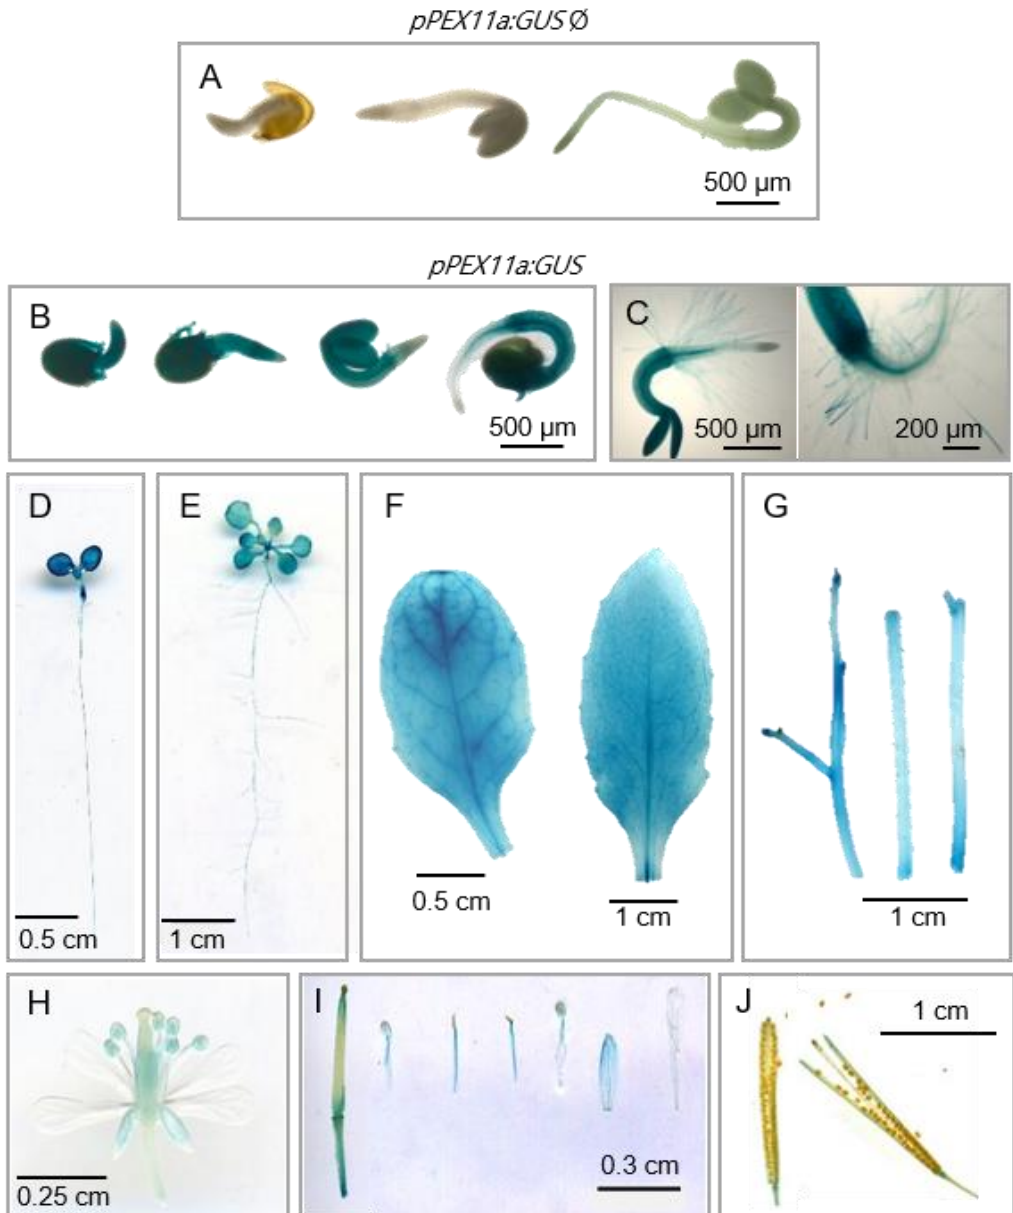 pPEX11a:GUS Ø
A
500 µm
pPEX11a:GUS
B
500 µm
C
500 µm
200 µm
D
0.5 cm
E
1 cm
F
0.5 cm
1 cm
G
1 cm
H
0.25 cm
I
0.3 cm
J
1 cm